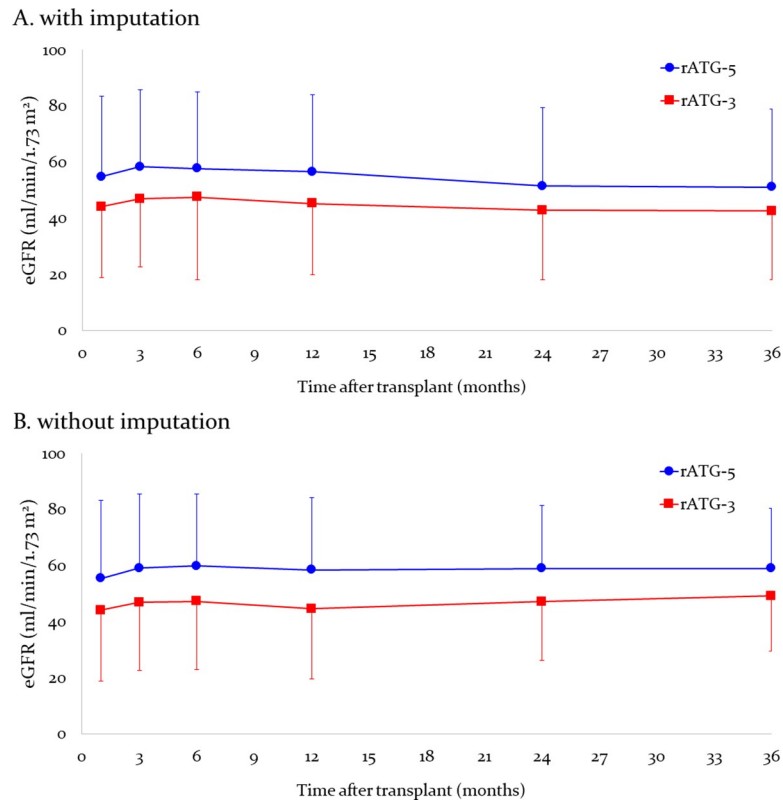 A. with imputation
100
80
60
40
20
0
eGFR (ml/min/1.73 m²)
rATG-5
rATG-3
0 3 6 9 12 15 18 21 24 27 30 33 36
Time after transplant (months)
B. without imputation
100
80
60
40
20
0
eGFR (ml/min/1.73 m²)
rATG-5
rATG-3
0 3 6 9 12 15 18 21 24 27 30 33 36
Time after transplant (months)